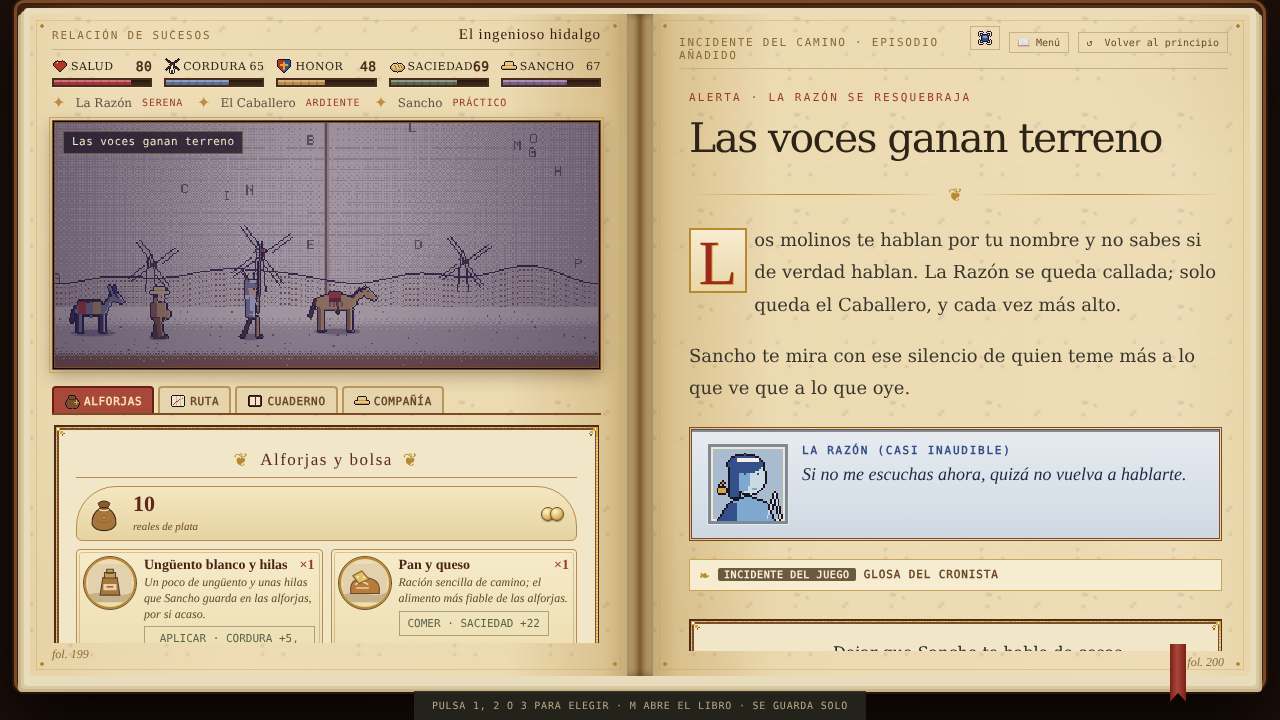 RELACIÓN DE SUCESOS
El ingenioso hidalgo
SALUD 80
CORDURA 65
HONOR 48
SACIEDAD 69
SANCHO 67
La Razón SERENA
El Caballero ARDIENTE
Sancho PRÁCTICO
Las voces ganan terreno
B
L
M
O
G
H
C
I
N
E
D
P
ALFORJAS
RUTA
CUADERNO
COMPAÑÍA
Alforjas y bolsa
10
reales de plata
Ungüento blanco y hilas ×1
Un poco de ungüento y unas hilas
que Sancho guarda en las alforjas,
por si acaso.
APLICAR · CORDURA +5,
Pan y queso ×1
Ración sencilla de camino; el
alimento más fiable de las alforjas.
COMER · SACIEDAD +22
fol. 199
INCIDENTE DEL CAMINO · EPISODIO
AÑADIDO
Menú
↺ Volver al principio
ALERTA · LA RAZÓN SE RESQUEBRAJA
Las voces ganan terreno
Los molinos te hablan por tu nombre y no sabes si
de verdad hablan. La Razón se queda callada; solo
queda el Caballero, y cada vez más alto.
Sancho te mira con ese silencio de quien teme más a lo
que ve que a lo que oye.
LA RAZÓN (CASI INAUDIBLE)
Si no me escuchas ahora, quizá no vuelva a hablarte.
INCIDENTE DEL JUEGO GLOSA DEL CRONISTA
Dejar que Sancho te hable de cosas
fol. 200
PULSA 1, 2 O 3 PARA ELEGIR · M ABRE EL LIBRO · SE GUARDA SOLO